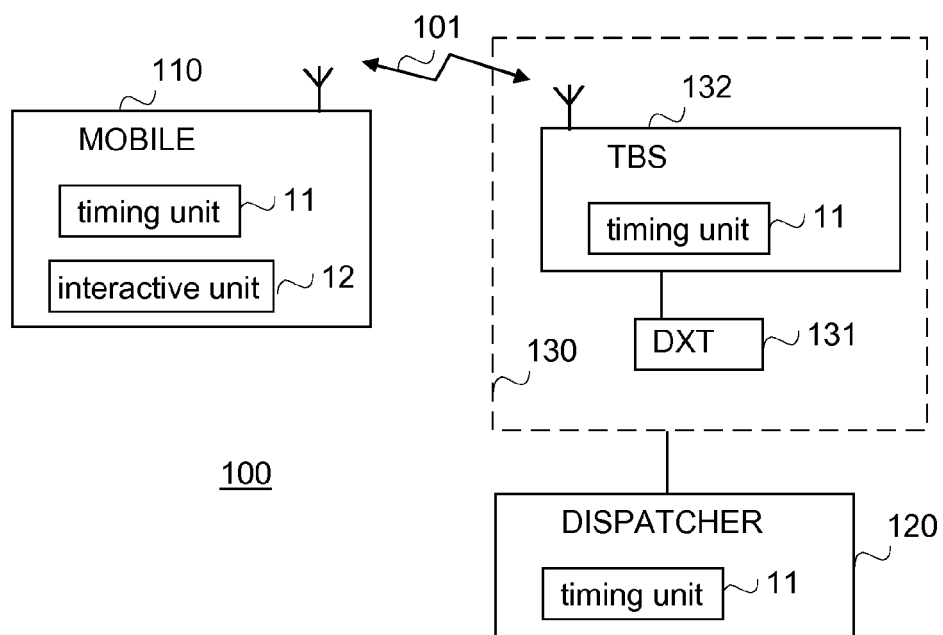 101
110
MOBILE
timing unit
11
interactive unit
12
132
TBS
timing unit
11
DXT
131
130
100
DISPATCHER
120
timing unit
11